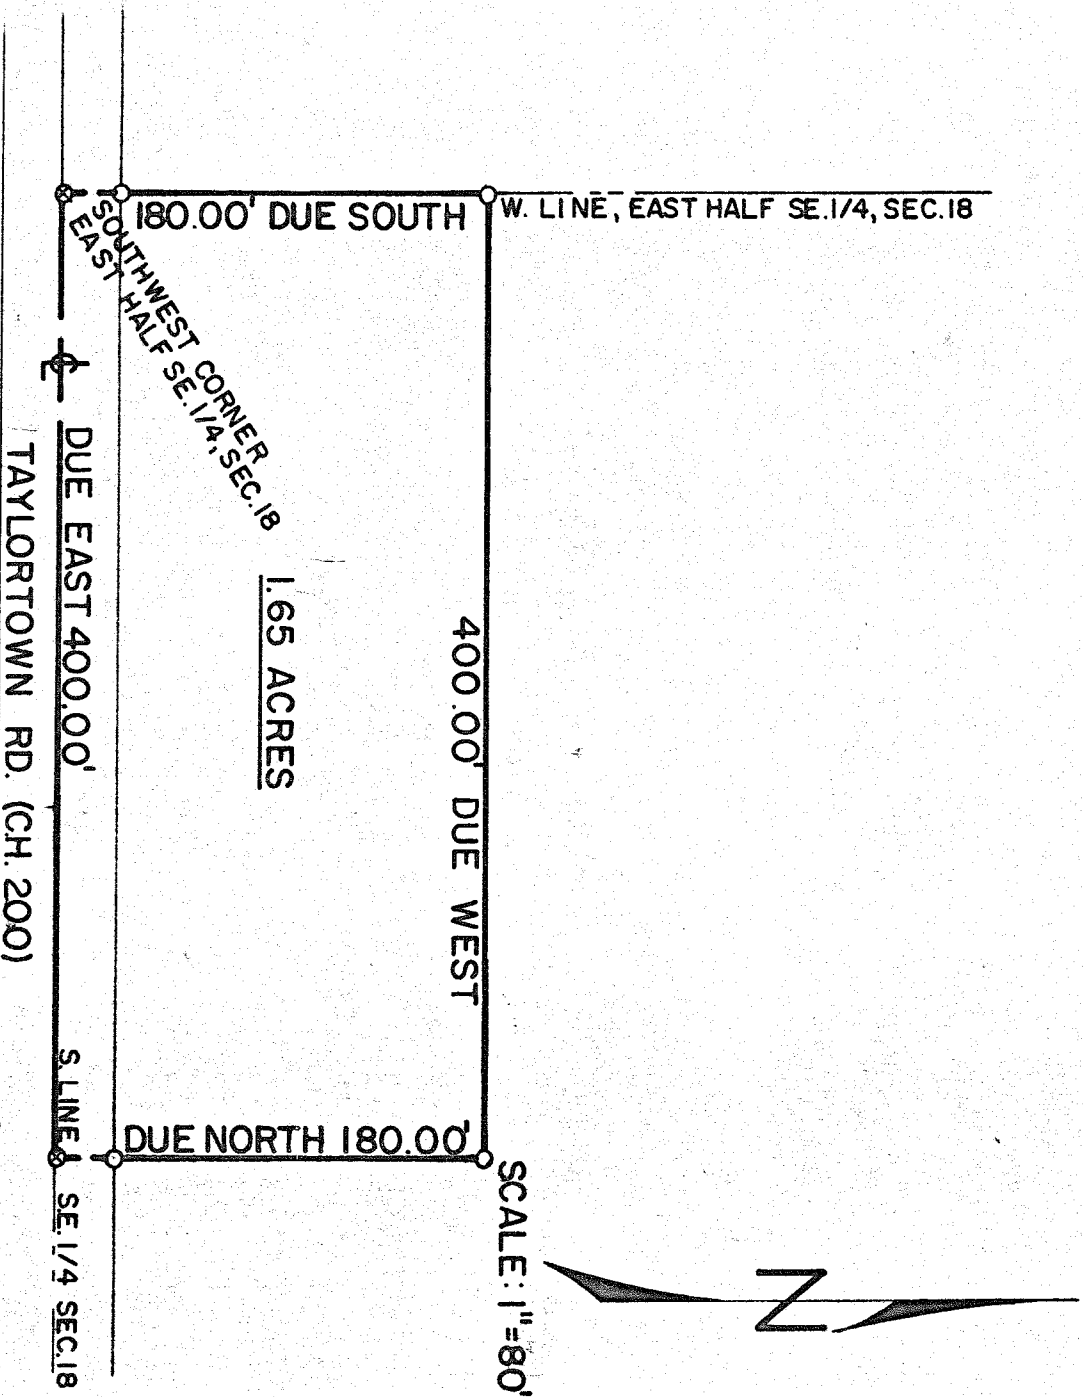 W. LINE, EAST HALF SE.1/4, SEC.18
180.00' DUE SOUTH
SOUTHWEST CORNER
EAST HALF SE.1/4, SEC.18
400.00' DUE WEST
1.65 ACRES
DUE EAST 400.00'
TAYLORTOWN RD. (C.H. 200)
DUE NORTH 180.00'
S. LINE S.E. 1/4 SEC.18
SCALE: 1"=80'
N